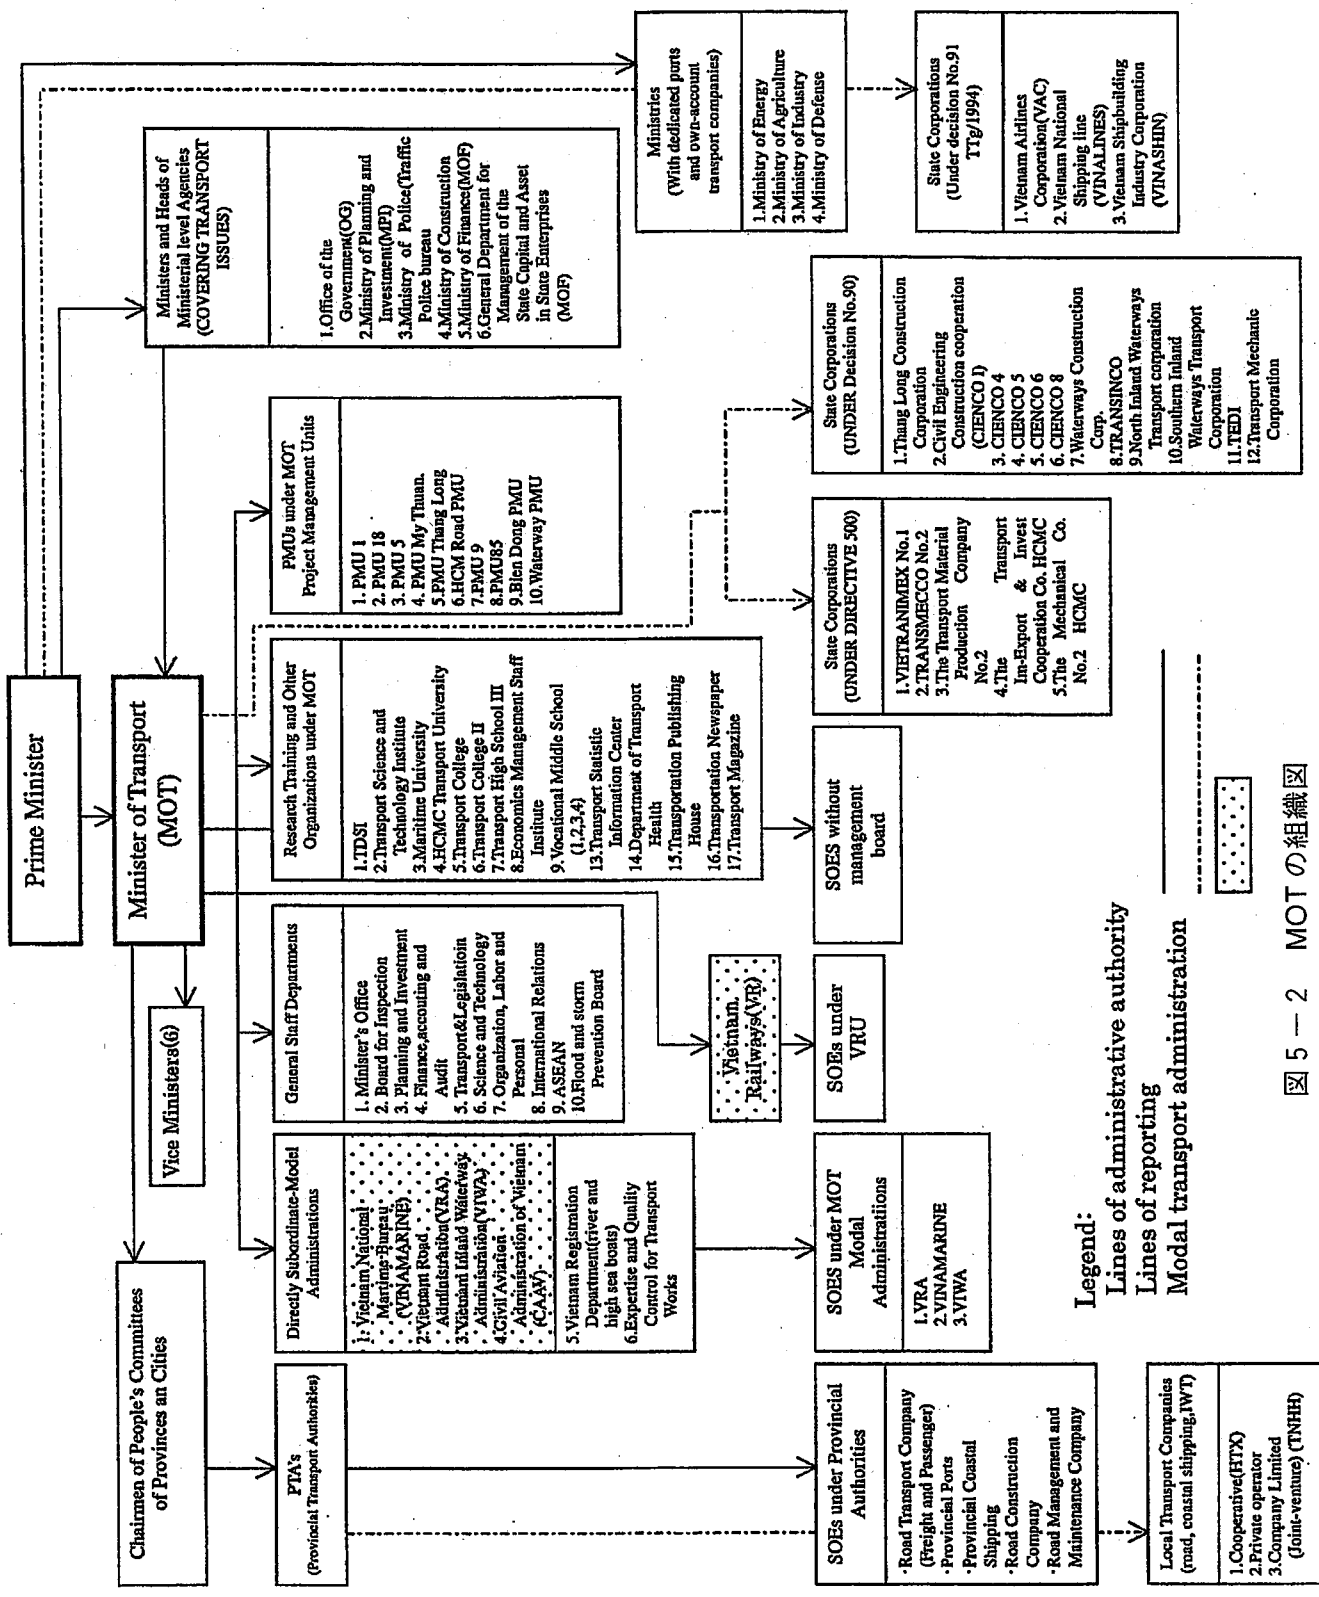 Prime Minister
Minister of Transport
(MOT)
Vice Ministers(6)
Chairmen of People's Committees
of Provinces an Cities
Ministers and Heads of
Ministerial level Agencies
(COVERING TRANSPORT
ISSUES)
1.Office of the
Government(OG)
2.Ministry of Planning and
Investment(MPI)
3.Ministry of Police(Traffic
Police bureau
4.Ministry of Construction
5.Ministry of Finance(MOF)
6.General Department for
Management of the
State Capital and Asset
in State Enterprises
(MOF)
Ministries
(With dedicated ports
and own-account
transport companies)
1.Ministry of Energy
2.Ministry of Agriculture
3.Ministry of Industry
4.Ministry of Defense
State Corporations
(Under decision No.91
TTg/1994)
1.Vietnam Airlines
Corporation(VAC)
2.Vietnam National
Shipping line
(VINALINES)
3.Vietnam Shipbuilding
Industry Corporation
(VINASHIN)
PTA's
(Provincial Transport Authorities)
Directly Subordinate-Model
Administrations
1. Vietnam National
Martime Bureau
(VINAMARINE)
2.Vietnam Road
Administration(VRA)
3.Vietnam Inland Waterway
Administration(VIWA)
4.Civil Aviation
Administration of Vietnam
(CAAV)
5.Vietnam Registration
Department(river and
high sea boats)
6.Expertise and Quality
Control for Transport
Works
General Staff Departments
1. Minister's Office
2. Board for Inspection
3. Planning and Investment
4. Finance,accouting and
Audit
5. Transport&Legislatioin
6. Science and Technology
7. Organization, Labor and
Personal
8. International Relations
9.ASEAN
10.Flood and storm
Prevention Board
Research Training and Other
Organizations under MOT
1.TDSI
2.Transport Science and
Technology Institute
3.Maritime University
4.HCMC Transport University
5.Transport College
6.Transport College II
7.Transport High School III
8.Economics Management Staff
Institute
9.Vocational Middle School
(1,2,3,4)
13.Transport Statistic
Information Center
14.Department of Transport
Health
15.Transportation Publishing
House
16.Transportation Newspaper
17.Transport Magazine
PMUs under MOT
Project Management Units
1. PMU 1
2. PMU 18
3. PMU 5
4. PMU My Thuan.
5.PMU Thang Long
6.HCM Road PMU
7.PMU 9
8.PMU85
9.Bien Dong PMU
10.Waterway PMU
Vietnam
Railways(VR)
SOEs under Provincial
Authorities
・Road Transport Company
(Freight and Passenger)
・Provincial Ports
・Provincial Coastal
Shipping
・Road Construction
Company
・Road Management and
Maintenance Company
SOES under MOT
Modal
Administratiions
1.VRA
2.VINAMARINE
3.VIWA
SOEs under
VRU
SOES without
management
board
State Corporations
(UNDER DIRECTIVE 500)
1.VIETRANIMEX No.1
2.TRANSMECCO No.2
3.The Transport Material
Production Company
No.2
4.The Transport
Im-Export & Invest
Cooperation Co. HCMC
5.The Mechanical Co.
No.2 HCMC
State Corporations
(UNDER Decision No.90)
1.Thang Long Construction
Corporation
2.Civil Engineering
Construction cooperation
(CIENCO I)
3. CIENCO 4
4. CIENCO 5
5. CIENCO 6
6. CIENCO 8
7.Waterways Construction
Corp.
8.TRANSINCO
9.North Inland Waterways
Transport corporation
10.Southern Inland
Waterways Transport
Corporation
11.TEDI
12.Transport Mechanic
Corporation
Local Transport Companies
(road, coastal shipping,IWT)
1.Cooperative(HTX)
2.Private operator
3.Company Limited
(Joint-venture) (TNHH)
Legend:
Lines of administrative authority
Lines of reporting
Modal transport administration
図 5 － 2 MOT の組織図